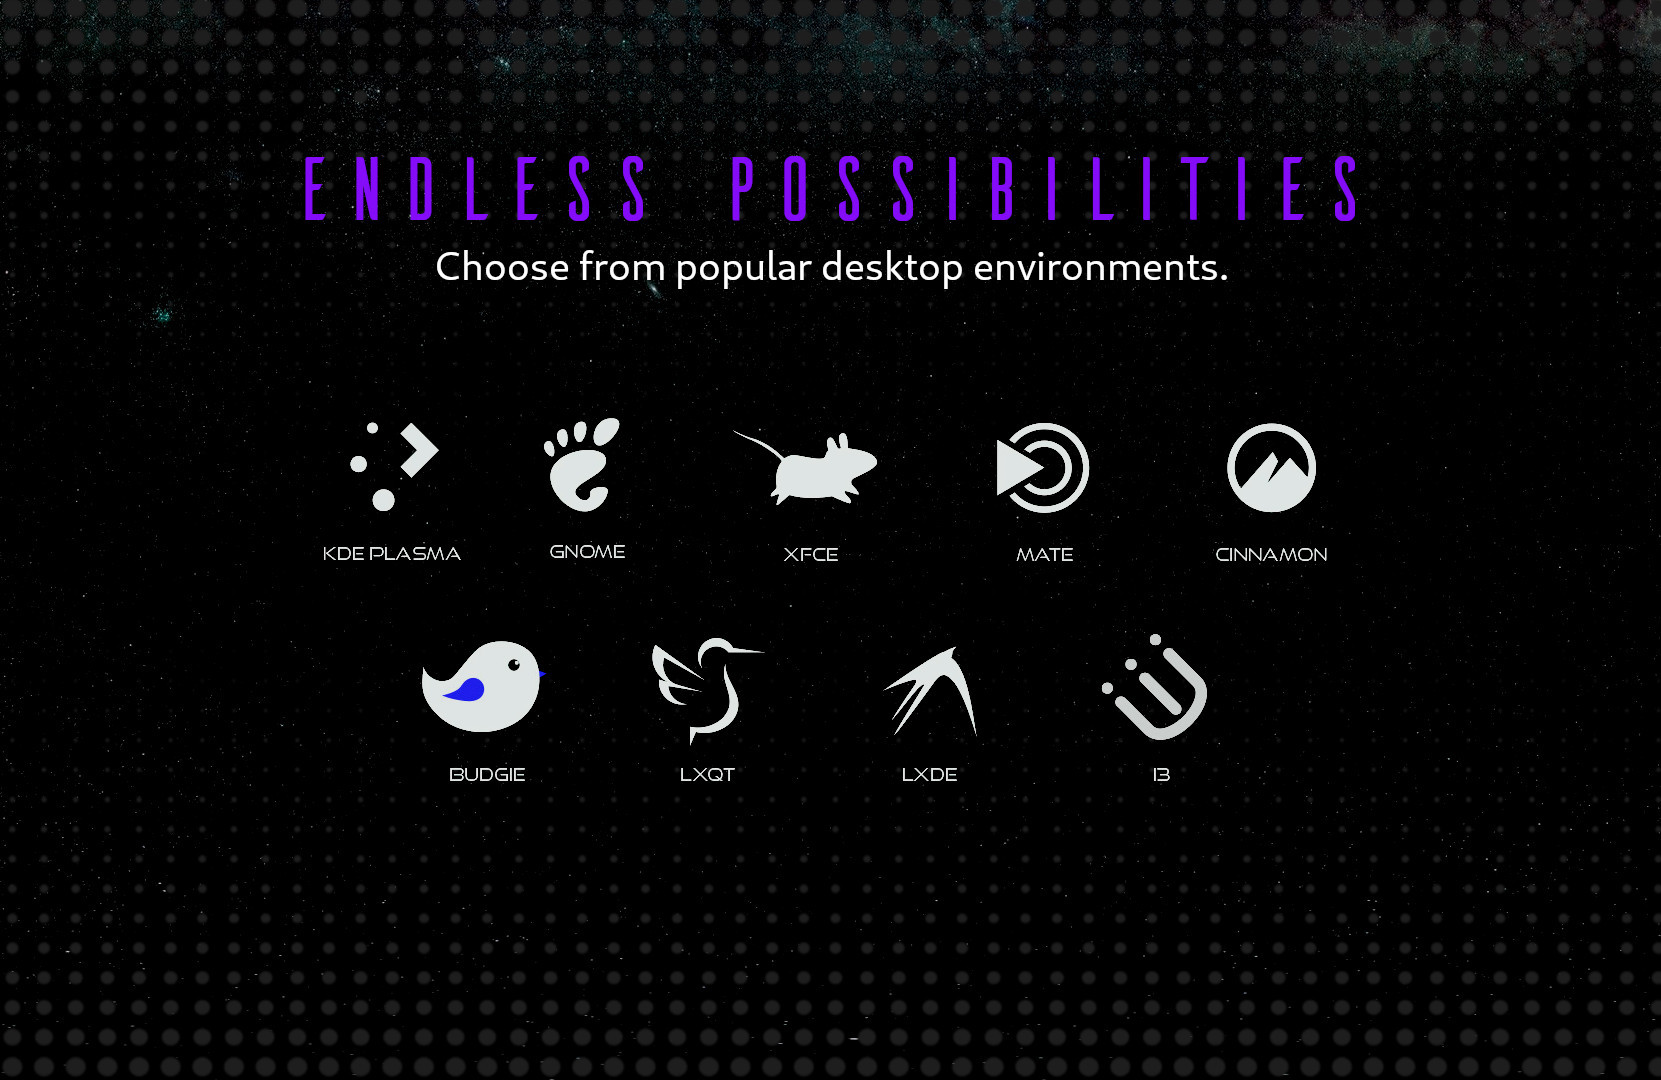 ENDLESS POSSIBILITIES
Choose from popular desktop environments.
KDE PLASMA GNOME XFCE MATE CINNAMON
BUDGIE LXQT LXDE I3